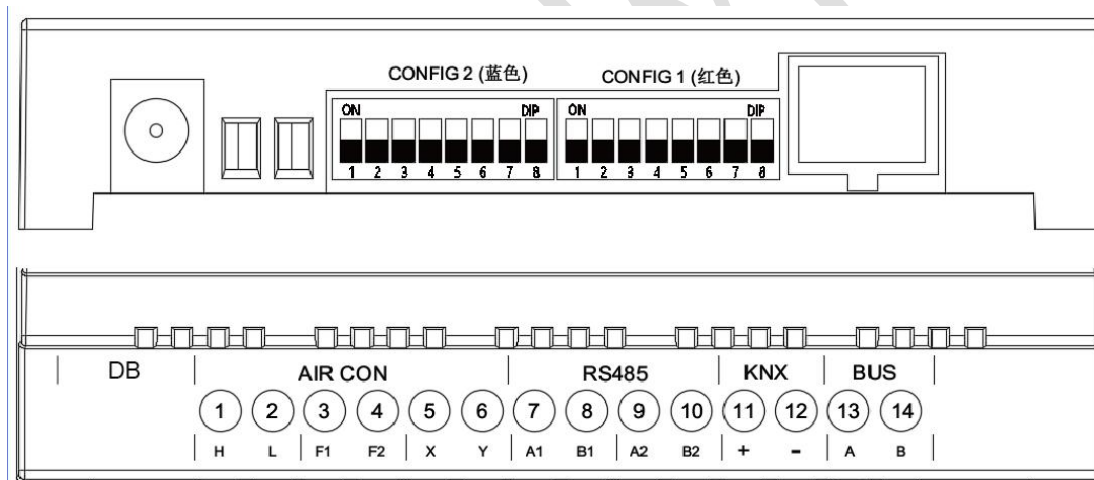 CONFIG 2 (蓝色) CONFIG 1 (红色)
ON DIP ON DIP
1 2 3 4 5 6 7 8 1 2 3 4 5 6 7 8
DB AIR CON RS485 KNX BUS
1 2 3 4 5 6 7 8 9 10 11 12 13 14
H L F1 F2 X Y A1 B1 A2 B2 + - A B